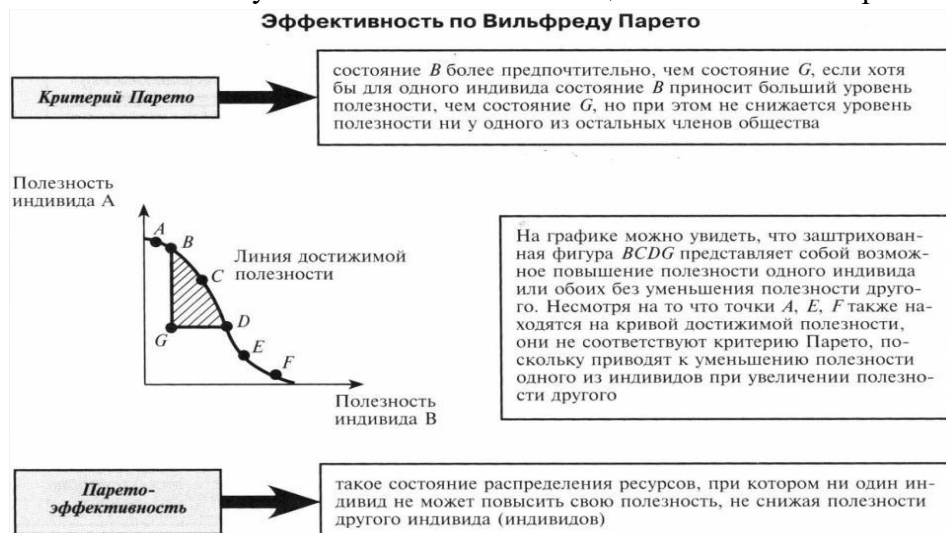 Эффективность по Вильфреду Парето
Критерий Парето
состояние B более предпочтительно, чем состояние G, если хотя
бы для одного индивида состояние B приносит больший уровень
полезности, чем состояние G, но при этом не снижается уровень
полезности ни у одного из остальных членов общества
Полезность
индивида A
A
B
Линия достижимой
полезности
C
D
G
E
F
Полезность
индивида B
На графике можно увидеть, что заштрихован-
ная фигура BCDG представляет собой возмож-
ное повышение полезности одного индивида
или обоих без уменьшения полезности друго-
го. Несмотря на то что точки A, E, F также на-
ходятся на кривой достижимой полезности,
они не соответствуют критерию Парето, по-
скольку приводят к уменьшению полезности
одного из индивидов при увеличении полезно-
сти другого
Парето-
эффективность
такое состояние распределения ресурсов, при котором ни один ин-
дивид не может повысить свою полезность, не снижая полезности
другого индивида (индивидов)